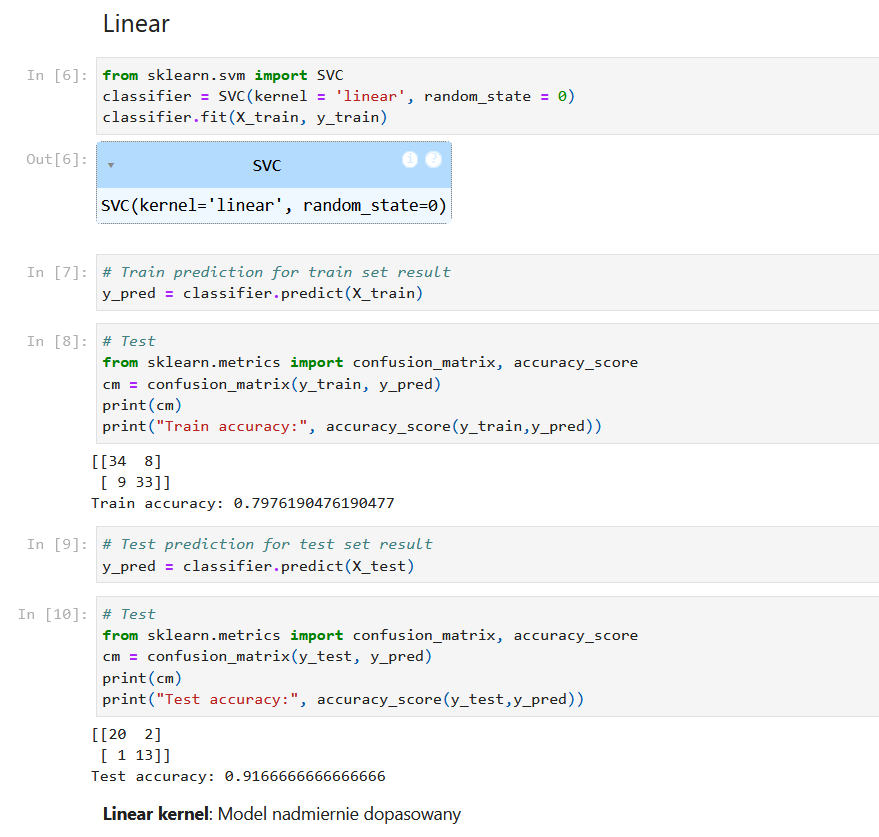 Linear
In [6]: from sklearn.svm import SVC
classifier = SVC(kernel = 'linear', random_state = 0)
classifier.fit(X_train, y_train)
Out[6]: ▾ SVC i ?
SVC(kernel='linear', random_state=0)
In [7]: # Train prediction for train set result
y_pred = classifier.predict(X_train)
In [8]: # Test
from sklearn.metrics import confusion_matrix, accuracy_score
cm = confusion_matrix(y_train, y_pred)
print(cm)
print("Train accuracy:", accuracy_score(y_train,y_pred))
[[34  8]
 [ 9 33]]
Train accuracy: 0.7976190476190477
In [9]: # Test prediction for test set result
y_pred = classifier.predict(X_test)
In [10]: # Test
from sklearn.metrics import confusion_matrix, accuracy_score
cm = confusion_matrix(y_test, y_pred)
print(cm)
print("Test accuracy:", accuracy_score(y_test,y_pred))
[[20  2]
 [ 1 13]]
Test accuracy: 0.9166666666666666
Linear kernel: Model nadmiernie dopasowany